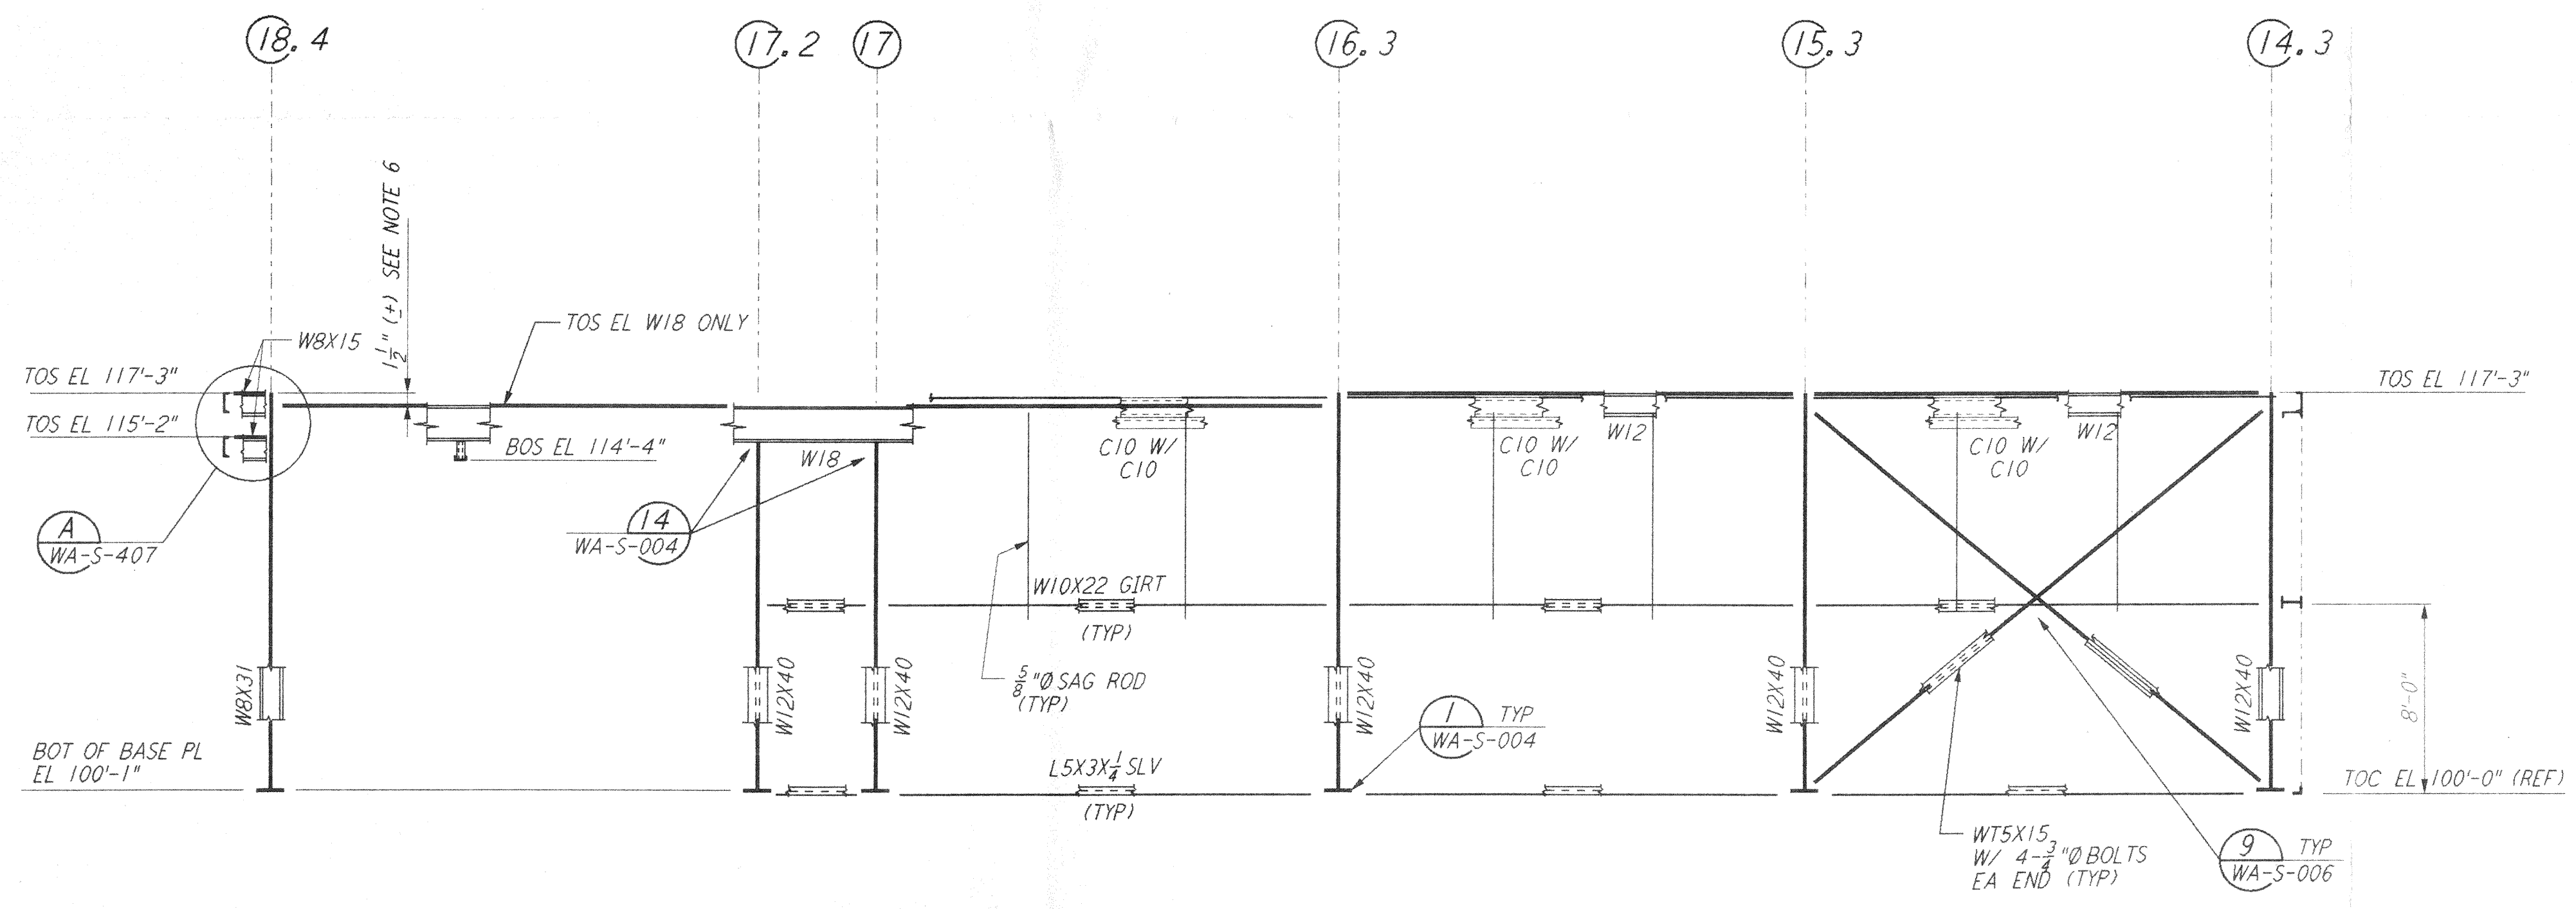 18.4
17.2
17
16.3
15.3
14.3
1 1/2" (±) SEE NOTE 6
TOS EL W18 ONLY
W8X15
TOS EL 117'-3"
TOS EL 117'-3"
TOS EL 115'-2"
BOS EL 114'-4"
W18
C10 W/
C10
C10 W/
C10
W12
C10 W/
C10
W12
A
WA-S-407
14
WA-S-004
W10X22 GIRT
(TYP)
5/8"Ø SAG ROD
(TYP)
W8X31
W12X40
W12X40
W12X40
W12X40
W12X40
8'-0"
1 TYP
WA-S-004
BOT OF BASE PL
EL 100'-1"
L5X3X1/4 SLV
(TYP)
TOC EL 100'-0" (REF)
WT5X15
W/ 4-3/4"Ø BOLTS
EA END (TYP)
9 TYP
WA-S-006